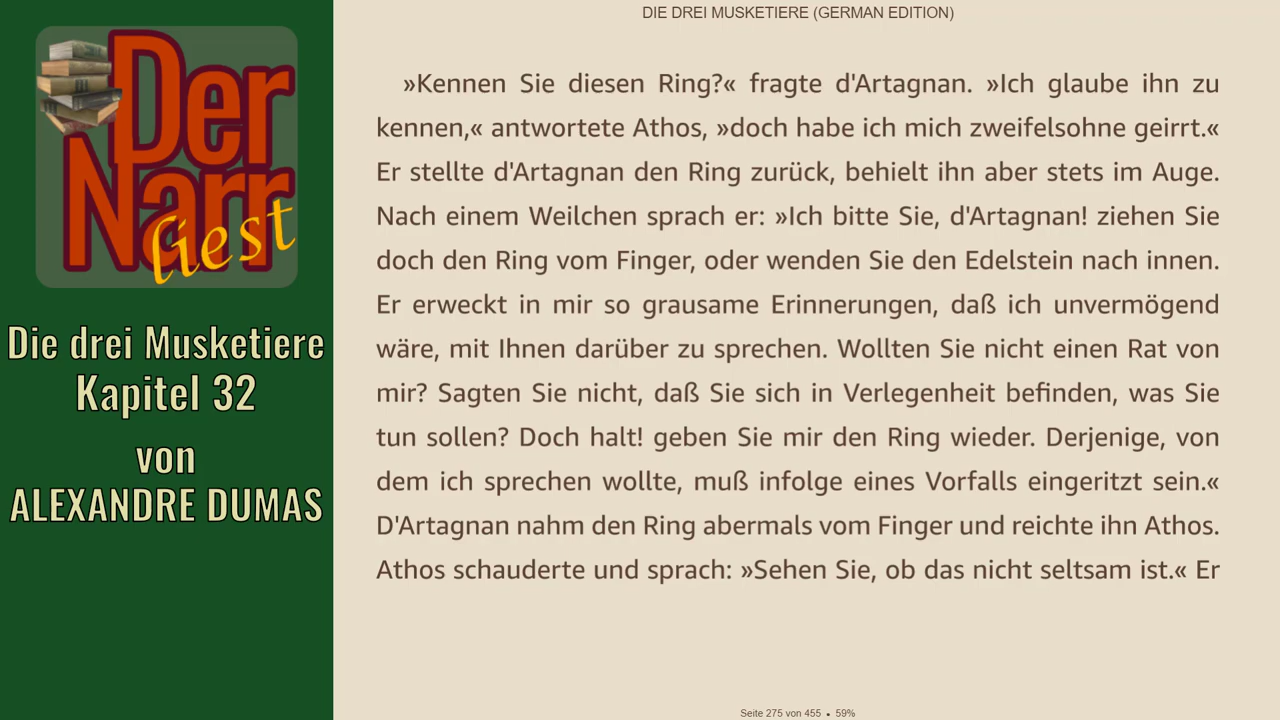 Der
Narr
liest
Die drei Musketiere
Kapitel 32
von
ALEXANDRE DUMAS
DIE DREI MUSKETIERE (GERMAN EDITION)
»Kennen Sie diesen Ring?« fragte d'Artagnan. »Ich glaube ihn zu
kennen,« antwortete Athos, »doch habe ich mich zweifelsohne geirrt.«
Er stellte d'Artagnan den Ring zurück, behielt ihn aber stets im Auge.
Nach einem Weilchen sprach er: »Ich bitte Sie, d'Artagnan! ziehen Sie
doch den Ring vom Finger, oder wenden Sie den Edelstein nach innen.
Er erweckt in mir so grausame Erinnerungen, daß ich unvermögend
wäre, mit Ihnen darüber zu sprechen. Wollten Sie nicht einen Rat von
mir? Sagten Sie nicht, daß Sie sich in Verlegenheit befinden, was Sie
tun sollen? Doch halt! geben Sie mir den Ring wieder. Derjenige, von
dem ich sprechen wollte, muß infolge eines Vorfalls eingeritzt sein.«
D'Artagnan nahm den Ring abermals vom Finger und reichte ihn Athos.
Athos schauderte und sprach: »Sehen Sie, ob das nicht seltsam ist.« Er
Seite 275 von 455 • 59%